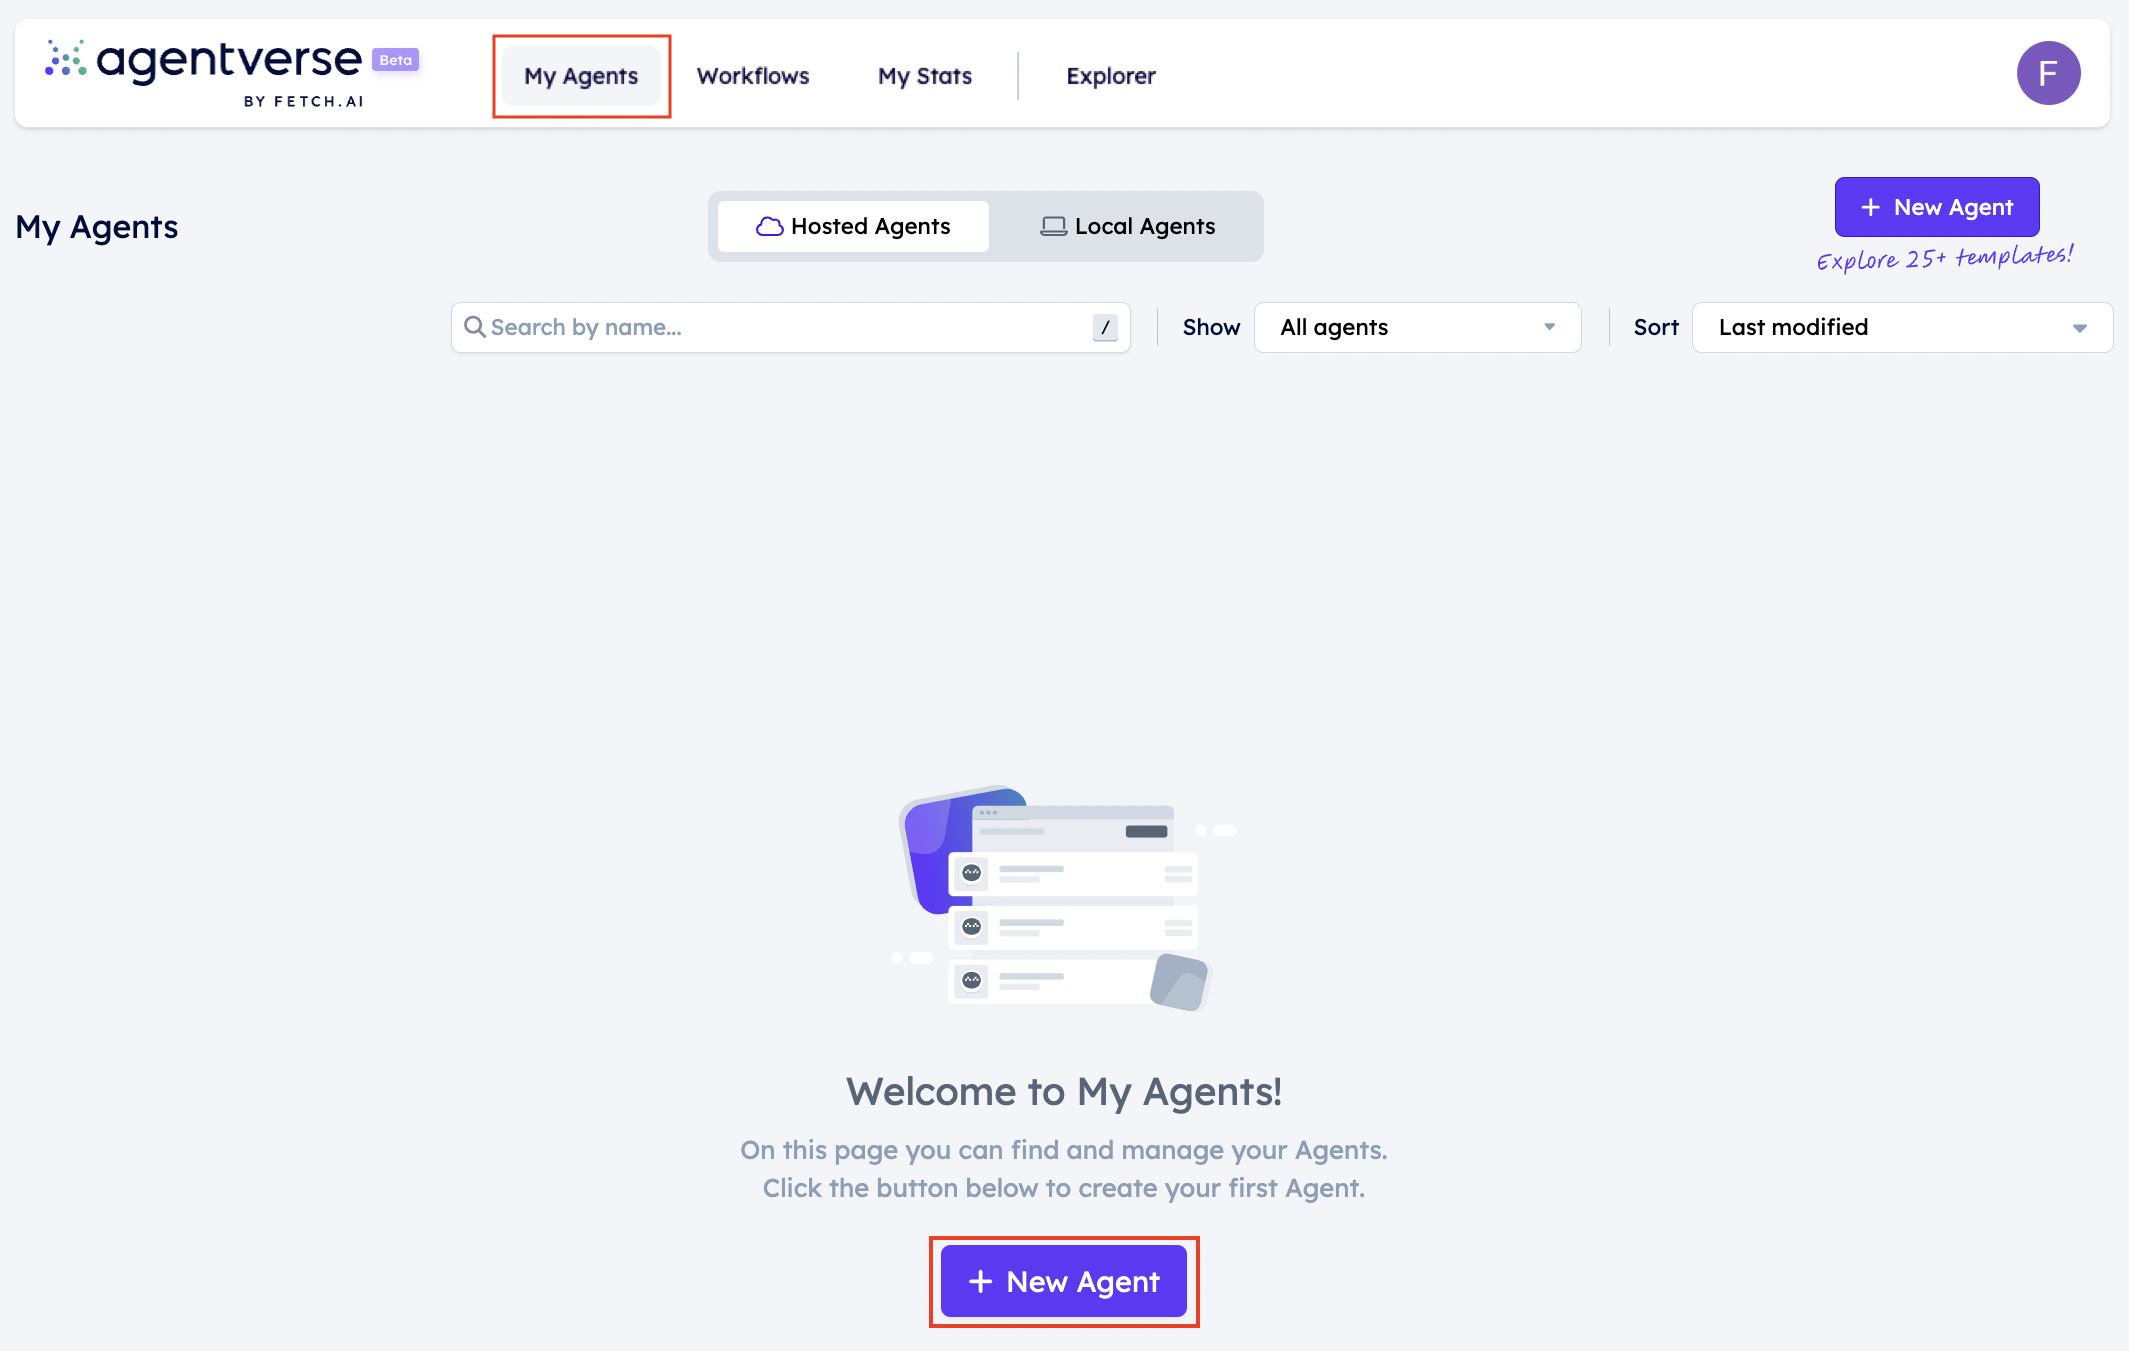 agentverse Beta
BY FETCH.AI
My Agents Workflows My Stats Explorer F
My Agents
Hosted Agents Local Agents
+ New Agent
Explore 25+ templates!
Search by name... /
Show All agents
Sort Last modified
Welcome to My Agents!
On this page you can find and manage your Agents.
Click the button below to create your first Agent.
+ New Agent